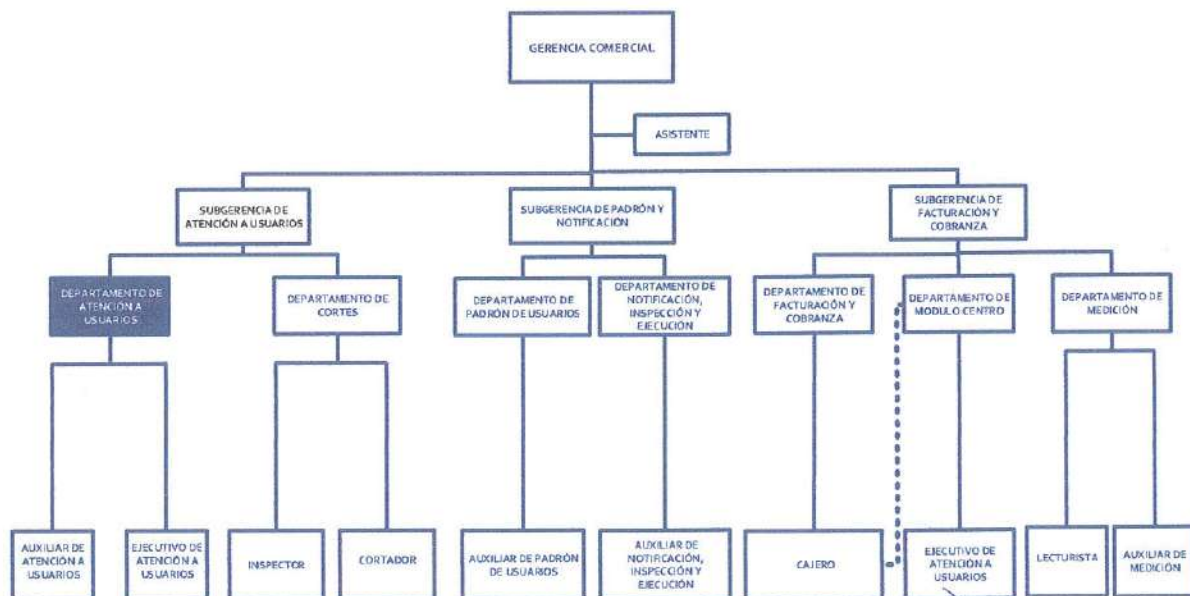 GERENCIA COMERCIAL
ASISTENTE
SUBGERENCIA DE
ATENCIÓN A USUARIOS
SUBGERENCIA DE PADRÓN Y
NOTIFICACIÓN
SUBGERENCIA DE
FACTURACIÓN Y
COBRANZA
DEPARTAMENTO DE
ATENCIÓN A
USUARIOS
DEPARTAMENTO DE
CORTES
DEPARTAMENTO DE
PADRÓN DE USUARIOS
DEPARTAMENTO DE
NOTIFICACIÓN,
INSPECCIÓN Y
EJECUCIÓN
DEPARTAMENTO DE
FACTURACIÓN Y
COBRANZA
DEPARTAMENTO DE
MODULO CENTRO
DEPARTAMENTO DE
MEDICIÓN
AUXILIAR DE
ATENCIÓN A
USUARIOS
EJECUTIVO DE
ATENCIÓN A
USUARIOS
INSPECTOR
CORTADOR
AUXILIAR DE PADRÓN
DE USUARIOS
AUXILIAR DE
NOTIFICACIÓN,
INSPECCIÓN Y
EJECUCIÓN
CAJERO
EJECUTIVO DE
ATENCIÓN A
USUARIOS
LECTURISTA
AUXILIAR DE
MEDICIÓN